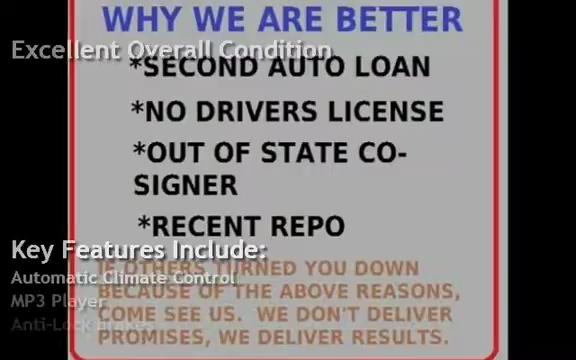 WHY WE ARE BETTER
Excellent Overall Condition
*SECOND AUTO LOAN
*NO DRIVERS LICENSE
*OUT OF STATE CO-
SIGNER
*RECENT REPO
Key Features Include:
IF OTHERS TURNED YOU DOWN
Automatic Climate Control
BECAUSE OF THE ABOVE REASONS,
MP3 Player
COME SEE US. WE DON'T DELIVER
Anti-Lock Brakes
PROMISES, WE DELIVER RESULTS.